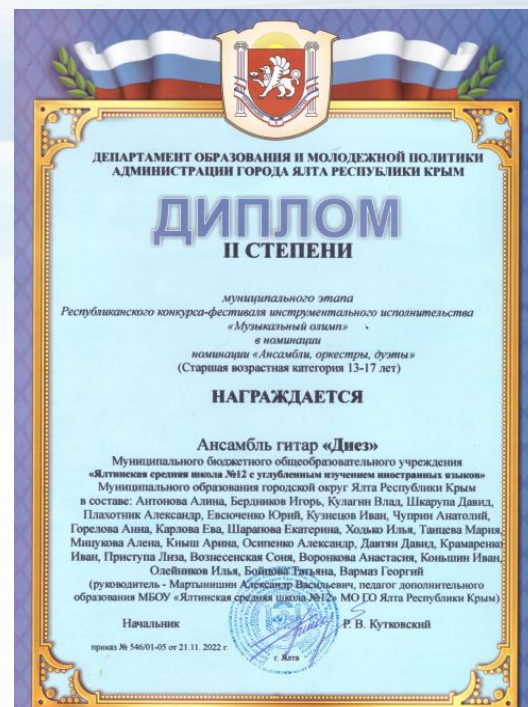 ДЕПАРТАМЕНТ ОБРАЗОВАНИЯ И МОЛОДЕЖНОЙ ПОЛИТИКИ
АДМИНИСТРАЦИИ ГОРОДА ЯЛТА РЕСПУБЛИКИ КРЫМ
ДИПЛОМ
II СТЕПЕНИ
муниципального этапа
Республиканского конкурса-фестиваля инструментального исполнительства
«Музыкальный олимп»
в номинации
номинации «Ансамбли, оркестры, дуэты»
(Старшая возрастная категория 13-17 лет)
НАГРАЖДАЕТСЯ
Ансамбль гитар «Диез»
Муниципального бюджетного общеобразовательного учреждения
«Ялтинская средняя школа №12 с углубленным изучением иностранных языков»
Муниципального образования городской округ Ялта Республики Крым
в составе: Антонова Алина, Бердников Игорь, Кулагин Влад, Шкарупа Давид,
Плахотник Александр, Евсюченко Юрий, Кузнецов Иван, Чуприн Анатолий,
Горелова Анна, Карлова Ева, Шарапова Екатерина, Ходько Илья, Танцева Мария,
Мицукова Алена, Кныш Арина, Осипенко Александр, Давтян Давид, Крамаренко
Иван, Приступа Лиза, Вознесенская Соня, Воронкова Анастасия, Коньшин Иван,
Олейников Илья, Бойцова Татьяна, Вармаз Георгий
(руководитель - Мартынишин Александр Васильевич, педагог дополнительного
образования МБОУ «Ялтинская средняя школа №12» МО ГО Ялта Республики Крым)
Начальник Р. В. Кутковский
приказ № 546/01-05 от 21.11. 2022 г.
г. Ялта